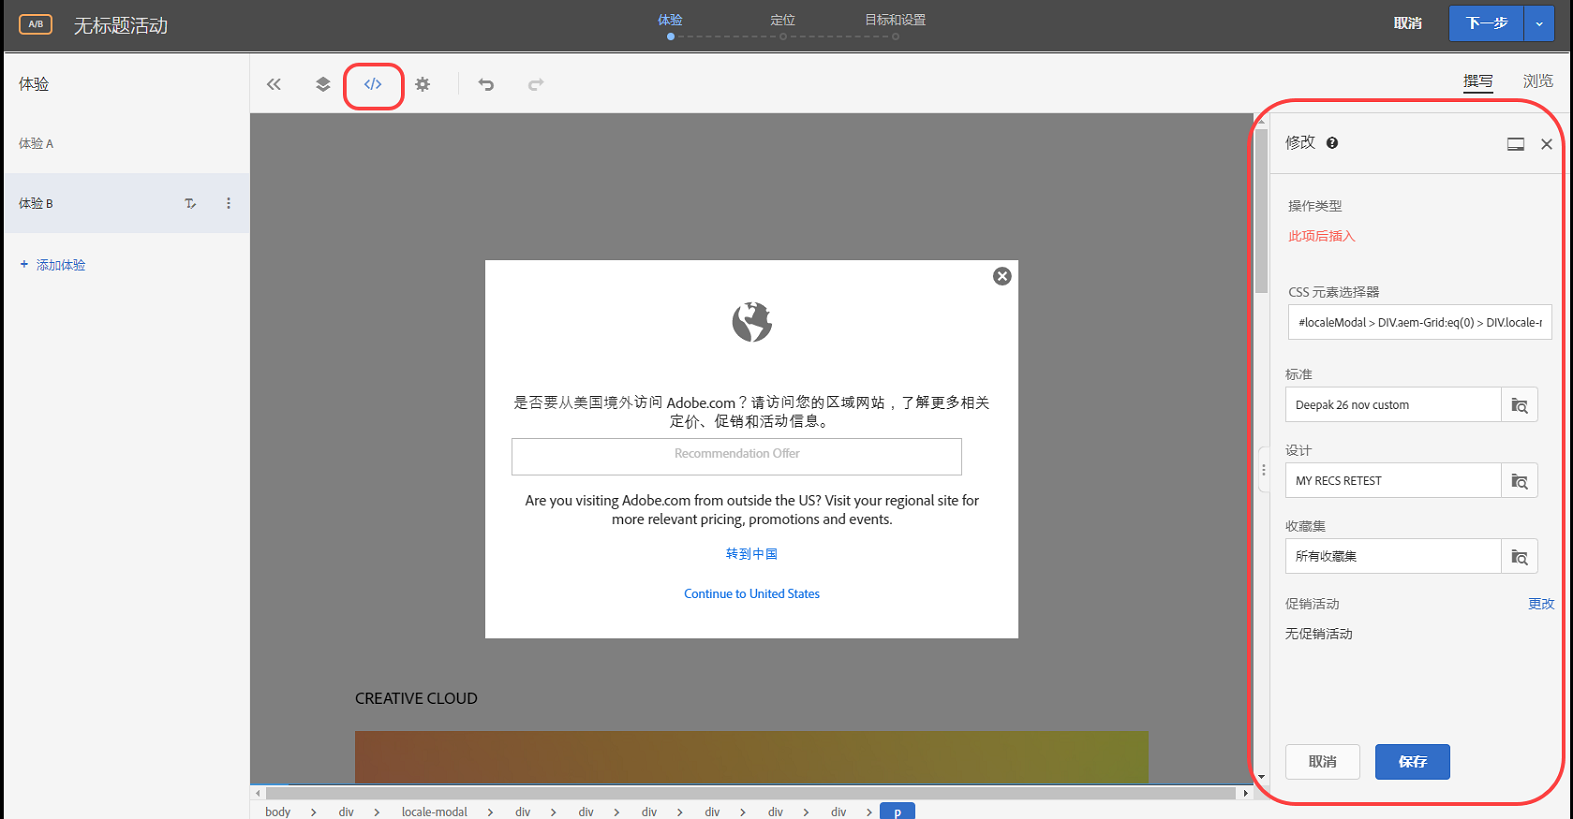 A/B
无标题活动
体验
定位
目标和设置
取消
下一步
体验
撰写
浏览
体验 A
体验 B
+ 添加体验
是否要从美国境外访问 Adobe.com？请访问您的区域网站，了解更多相关
定价、促销和活动信息。
Recommendation Offer
Are you visiting Adobe.com from outside the US? Visit your regional site for
more relevant pricing, promotions and events.
转到中国
Continue to United States
CREATIVE CLOUD
修改
操作类型
此项后插入
CSS 元素选择器
#localeModal > DIV.aem-Grid:eq(0) > DIV.locale-
标准
Deepak 26 nov custom
设计
MY RECS RETEST
收藏集
所有收藏集
促销活动
更改
无促销活动
取消
保存
body > div > locale-modal > div > div > div > div > div > div > p